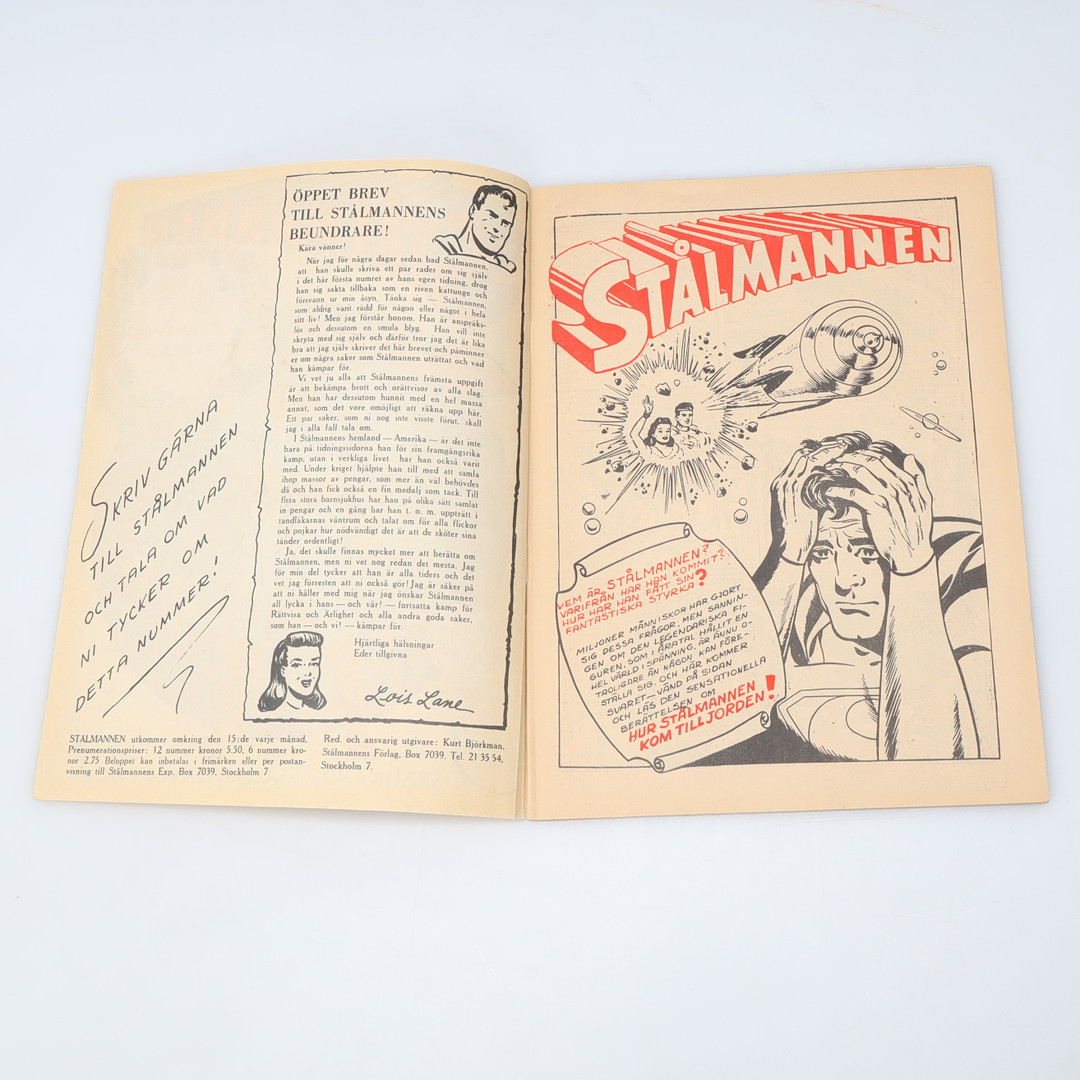 SKRIV GÄRNA
TILL STÅLMANNEN
OCH TALA OM VAD
NI TYCKER OM
DETTA NUMMER!
ÖPPET BREV
TILL STÅLMANNENS
BEUNDRARE!
Kära vänner!
När jag för några dagar sedan bad Stålmannen,
att han skulle skriva ett par rader om sig själv
i det här första numret av hans egen tidning, drog
han sig sakta tillbaka som en riven kattunge och
försvann ur min åsyn. Tänka sig — Stålmannen,
som aldrig varit rädd för någon eller något i hela
sitt liv! Men jag förstår honom. Han är anspråks-
lös och dessutom en smula blyg. Han vill inte
skryta med sig själv och därför tror jag det är lika
bra att jag själv skriver det här brevet och påminner
er om några saker som Stålmannen uträttat och vad
han kämpar för.
Vi vet ju alla att Stålmannens främsta uppgift
är att bekämpa brott och orättvisor av alla slag.
Men han har dessutom hunnit med en hel massa
annat, som det vore omöjligt att räkna upp här.
Ett par saker, som ni nog inte visste förut, skall
jag i alla fall tala om.
I Stålmannens hemland — Amerika — är det inte
bara på tidningssidorna han för sin framgångsrika
kamp, utan i verkliga livet har han också varit
med. Under kriget hjälpte han till med att samla
ihop massor av pengar, som mer än väl behövdes
då och han fick också en fin medalj som tack. Till
flera stora barnsjukhus har han på olika sätt samlat
in pengar och en gång har han t. o. m. uppträtt i
tandläkarnas väntrum och talat om för alla flickor
och pojkar hur nödvändigt det är att de sköter sina
tänder ordentligt!
Ja, det skulle finnas mycket mer att berätta om
Stålmannen, men ni vet nog redan det mesta. Jag
för min del tycker att han är alla tiders och det
vet jag förresten att ni också gör! Jag är säker på
att ni håller med mig när jag önskar Stålmannen
all lycka i hans — och vår! — fortsatta kamp för
Rättvisa och Ärlighet och alla andra goda saker,
som han — och vi! — kämpar för.
Hjärtliga hälsningar
Eder tillgivna
Lois Lane
STÅLMANNEN utkommer omkring den 15:de varje månad.
Prenumerationspriser: 12 nummer kronor 5.50, 6 nummer kro-
nor 2.75 Beloppet kan inbetalas i frimärken eller per postan-
visning till Stålmannens Exp. Box 7039, Stockholm 7
Red. och ansvarig utgivare: Kurt Björkman,
Stålmannens Förlag, Box 7039, Tel. 21 35 54,
Stockholm 7.
STÅLMANNEN
VEM ÄR STÅLMANNEN?
VARIFRÅN HAR HAN KOMMIT?
HUR HAR HAN FÅTT SIN
FANTASTISKA STYRKA?
MILJONER MÄNNISKOR HAR GJORT
SIG DESSA FRÅGOR, MEN SANNIN-
GEN OM DEN LEGENDARISKA FI-
GUREN, SOM I ÅRATAL HÅLLIT EN
HEL VÄRLD I SPÄNNING, ÄR ÄNNU O-
TROLIGARE ÄN NÅGON KAN FÖRE-
STÄLLA SIG. OCH HÄR KOMMER
SVARET — VÄND PÅ SIDAN
OCH LÄS DEN SENSATIONELLA
BERÄTTELSEN OM
HUR STÅLMANNEN
KOM TILL JORDEN!